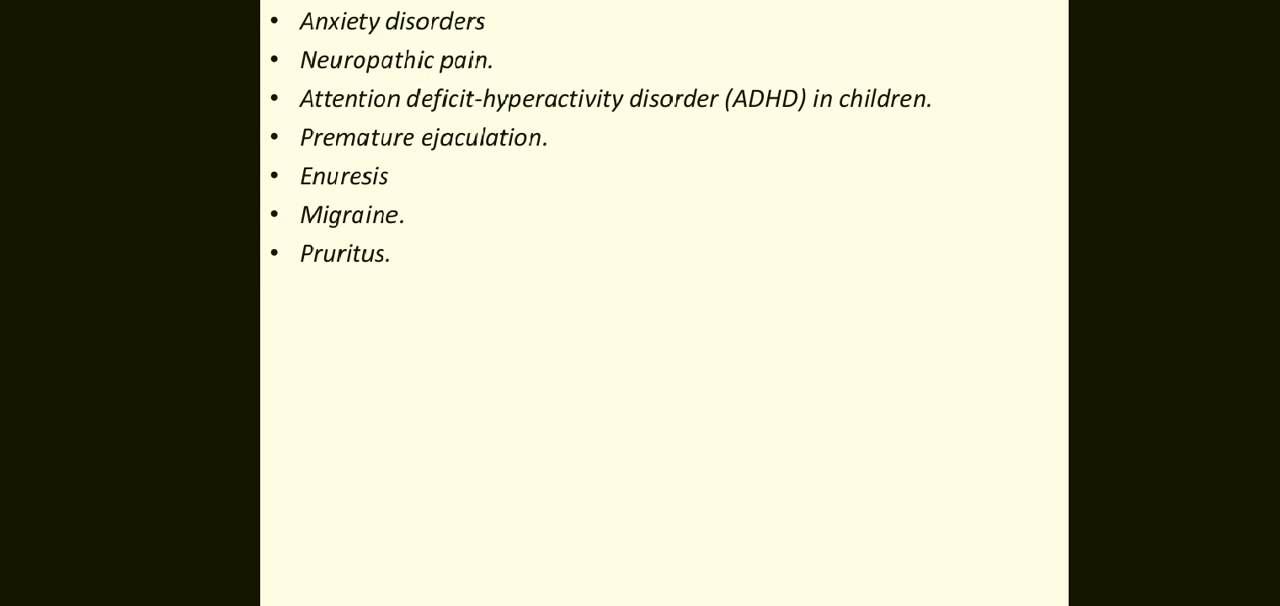 • Anxiety disorders
• Neuropathic pain.
• Attention deficit-hyperactivity disorder (ADHD) in children.
• Premature ejaculation.
• Enuresis
• Migraine.
• Pruritus.